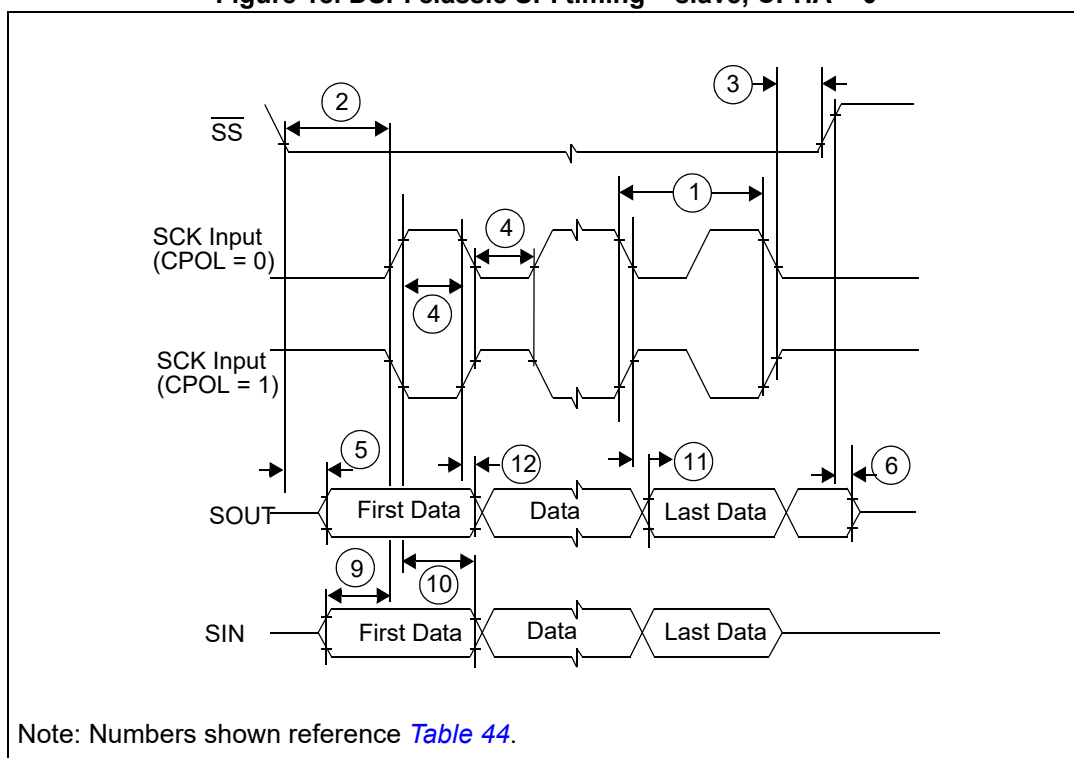 3
2
SS
1
SCK Input
(CPOL = 0)
4
4
SCK Input
(CPOL = 1)
5
12
11
6
SOUT
First Data
Data
Last Data
9
10
SIN
First Data
Data
Last Data
Note: Numbers shown reference Table 44.